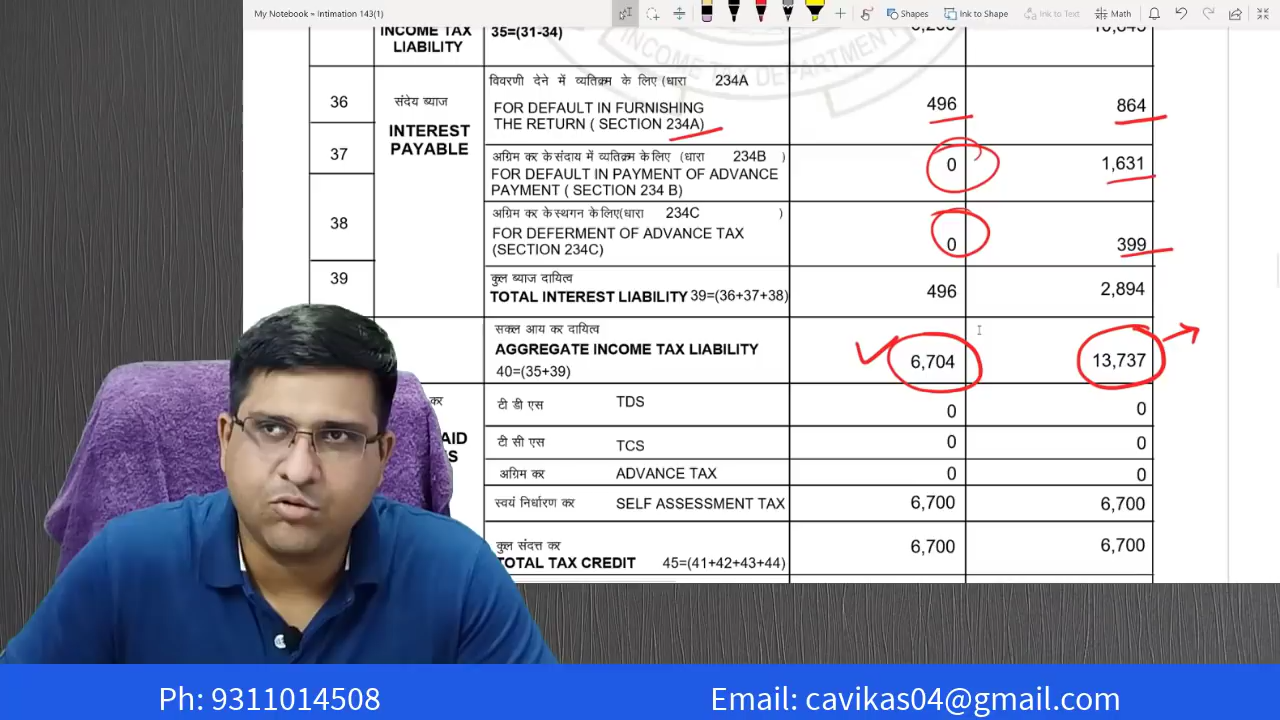 My Notebook » Intimation 143(1)
Shapes
Ink to Shape
Ink to Text
Math
INCOME TAX DEPARTMENT
INCOME TAX
LIABILITY
35=(31-34)
36
संदेय ब्याज
INTEREST
PAYABLE
विवरणी देने में व्यतिक्रम के लिए (धारा 234A
FOR DEFAULT IN FURNISHING
THE RETURN ( SECTION 234A)
496
864
37
अग्रिम कर के संदाय में व्यतिक्रम के लिए (धारा 234B )
FOR DEFAULT IN PAYMENT OF ADVANCE
PAYMENT ( SECTION 234 B)
0
1,631
38
अग्रिम कर के स्थगन के लिए(धारा 234C )
FOR DEFERMENT OF ADVANCE TAX
(SECTION 234C)
0
399
39
कुल ब्याज दायित्व
TOTAL INTEREST LIABILITY 39=(36+37+38)
496
2,894
सकल आय कर दायित्व
AGGREGATE INCOME TAX LIABILITY
40=(35+39)
6,704
13,737
कर
AID
S
टी डी एस TDS
0
0
टी सी एस TCS
0
0
अग्रिम कर ADVANCE TAX
0
0
स्वयं निर्धारण कर SELF ASSESSMENT TAX
6,700
6,700
कुल संदत्त कर
TOTAL TAX CREDIT 45=(41+42+43+44)
6,700
6,700
Ph: 9311014508
Email: cavikas04@gmail.com